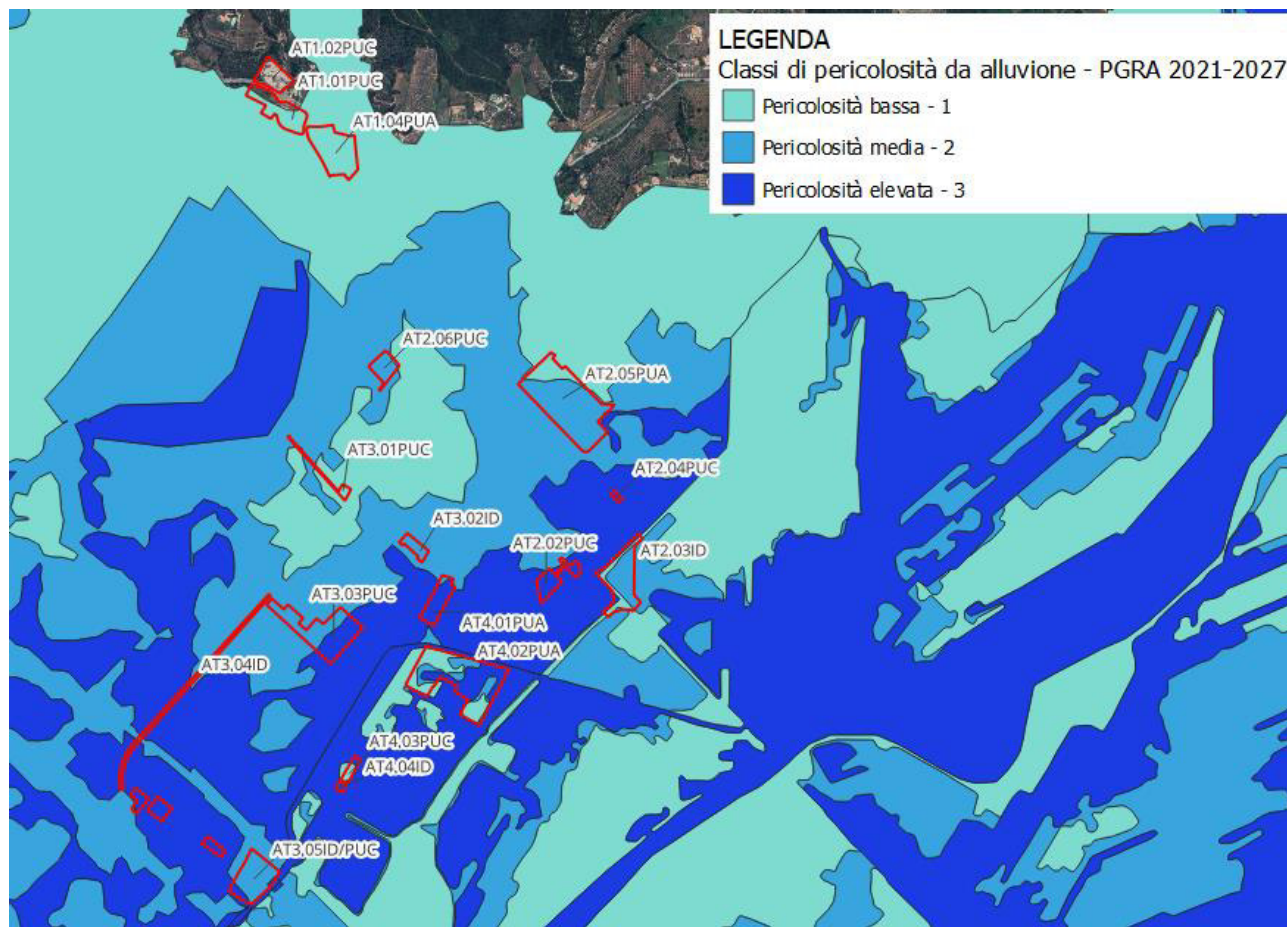 LEGENDA
Classi di pericolosità da alluvione - PGRA 2021-2027
Pericolosità bassa - 1
Pericolosità media - 2
Pericolosità elevata - 3
AT1.02PUC
AT1.01PUC
AT1.04PUA
AT2.06PUC
AT2.05PUA
AT3.01PUC
AT2.04PUC
AT3.02ID
AT2.02PUC
AT2.03ID
AT3.03PUC
AT4.01PUA
AT4.02PUA
AT3.04ID
AT4.03PUC
AT4.04ID
AT3.05ID/PUC